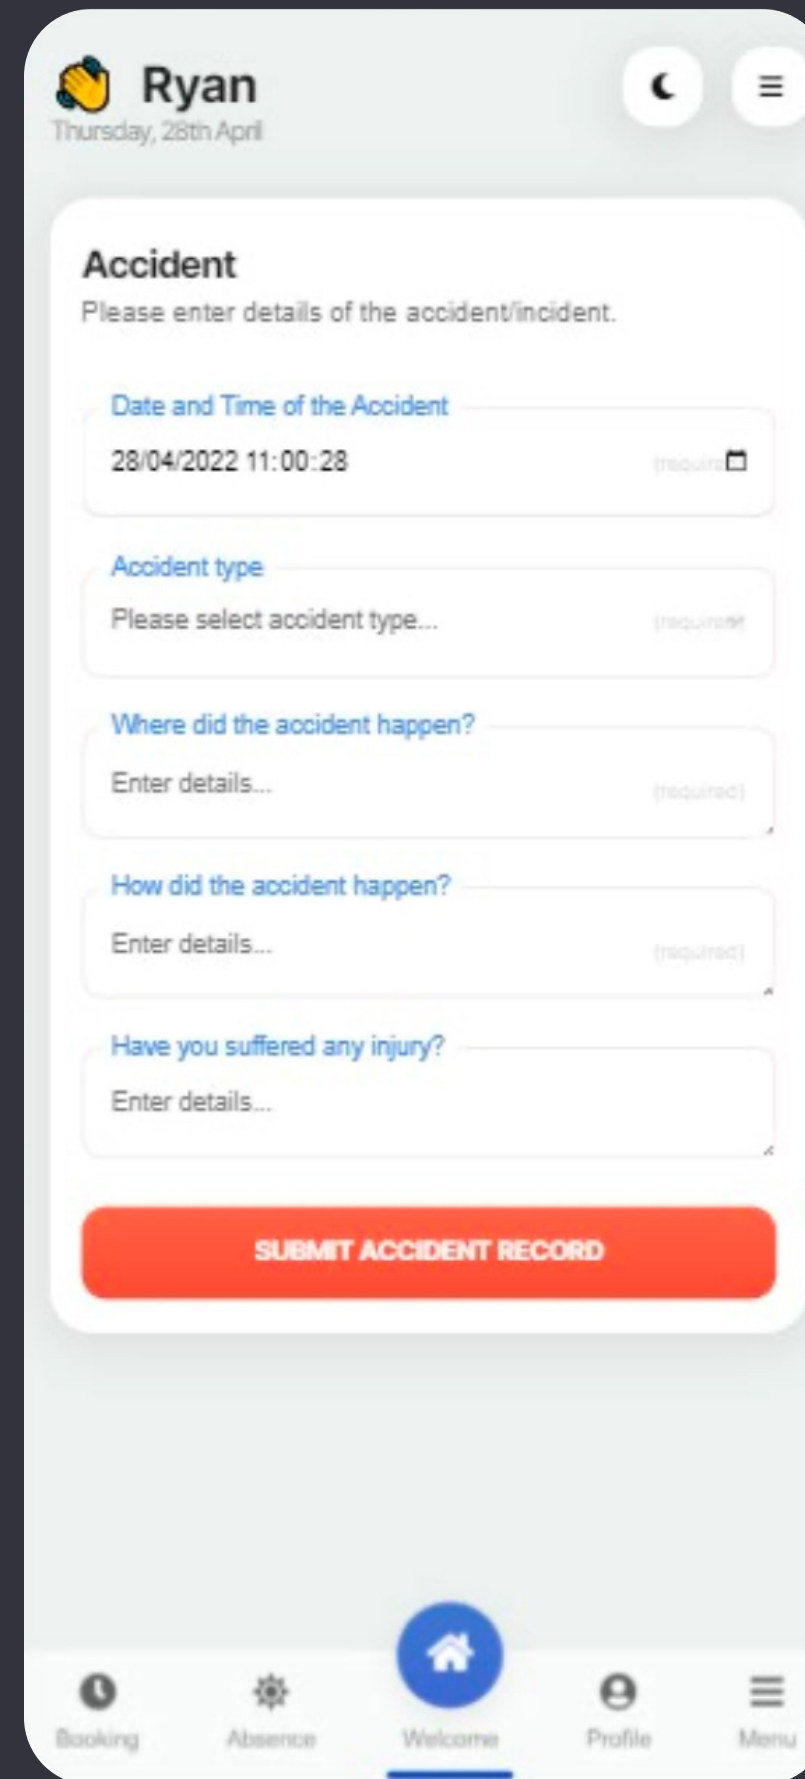 Ryan
Thursday, 28th April
Accident
Please enter details of the accident/incident.
Date and Time of the Accident
28/04/2022 11:00:28
Accident type
Please select accident type...
(required)
Where did the accident happen?
Enter details...
(required)
How did the accident happen?
Enter details...
(required)
Have you suffered any injury?
Enter details...
SUBMIT ACCIDENT RECORD
Booking
Absence
Welcome
Profile
Menu